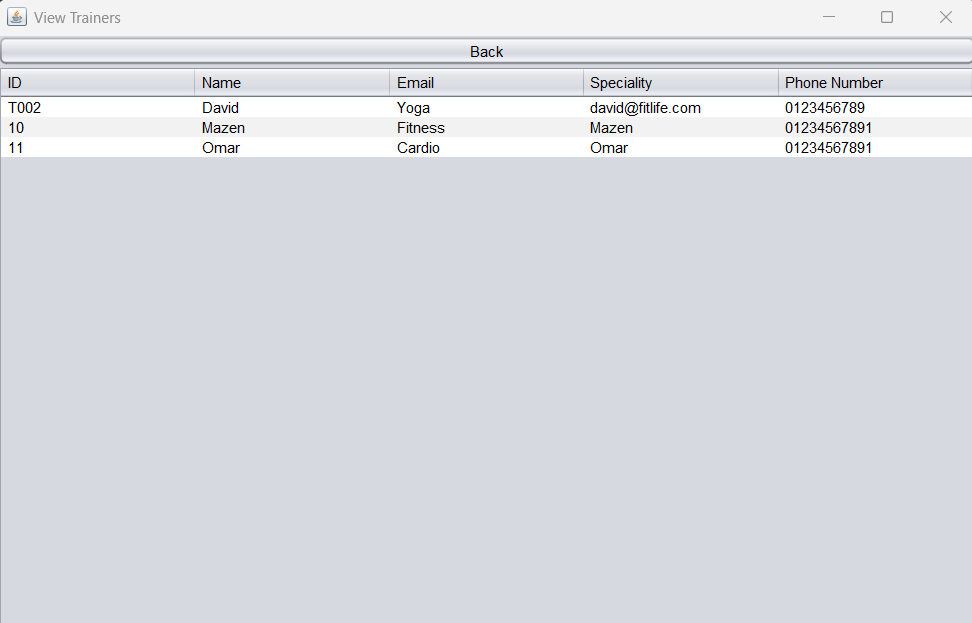 View Trainers
Back
ID Name Email Speciality Phone Number
T002 David Yoga david@fitlife.com 0123456789
10 Mazen Fitness Mazen 01234567891
11 Omar Cardio Omar 01234567891